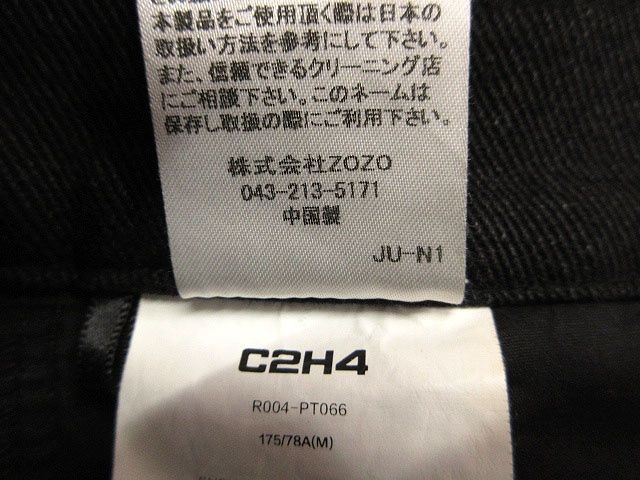 本製品をご使用頂く際は日本の
取扱い方法を参考にして下さい。
また、信頼できるクリーニング店
にご相談下さい。このネームは
保存し取扱の際にご利用下さい。
株式会社ZOZO
043-213-5171
中国製
JU-N1
C2H4
R004-PT066
175/78A(M)